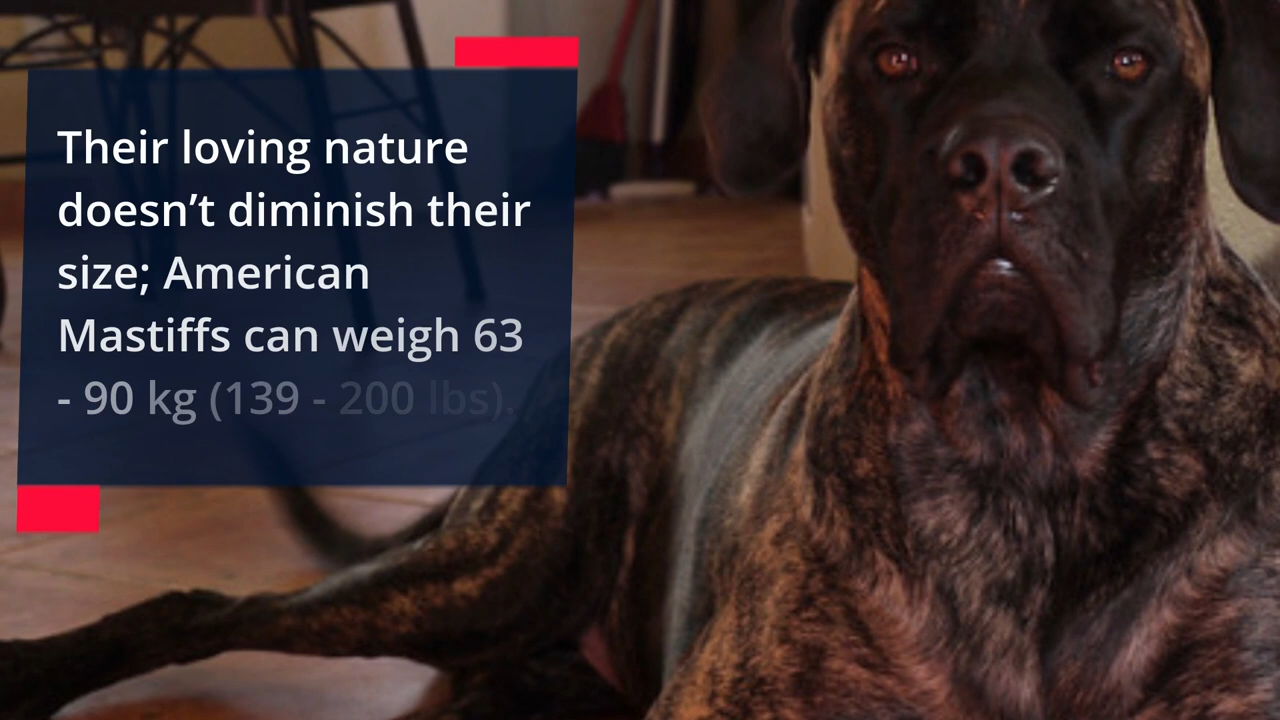 Their loving nature
doesn’t diminish their
size; American
Mastiffs can weigh 63
- 90 kg (139 - 200 lbs).